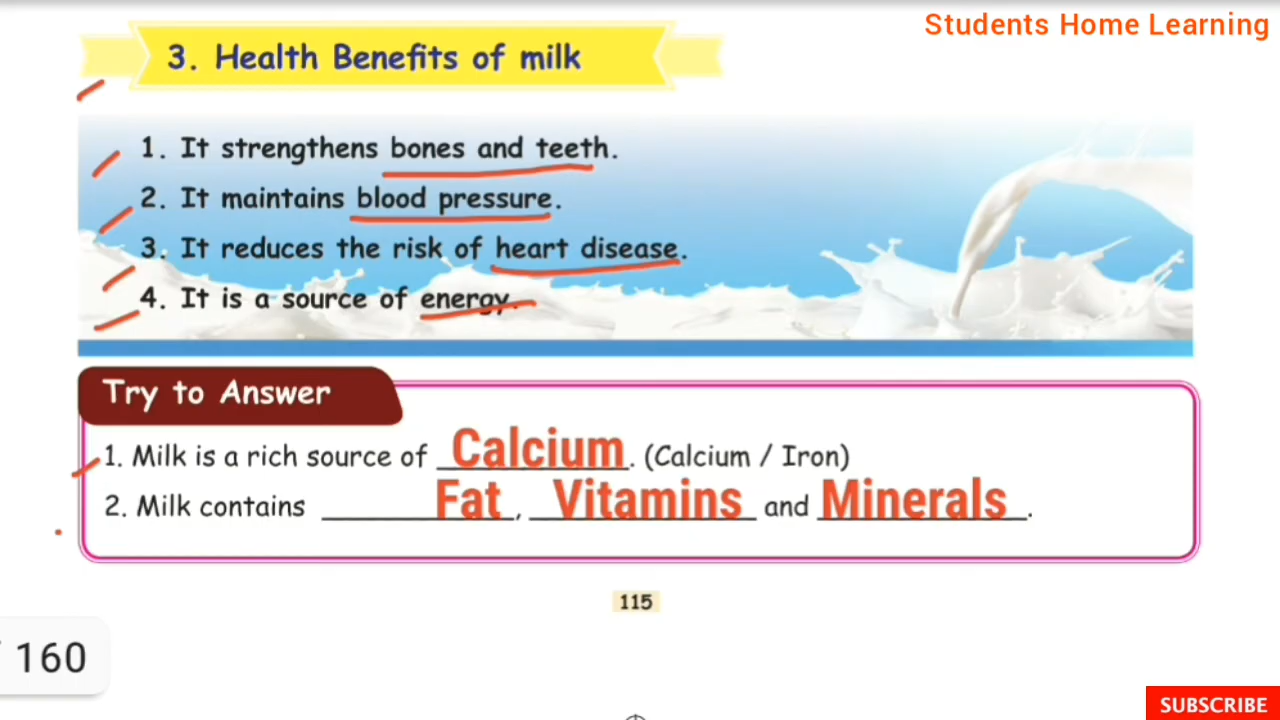 Students Home Learning
3. Health Benefits of milk
1. It strengthens bones and teeth.
2. It maintains blood pressure.
3. It reduces the risk of heart disease.
4. It is a source of energy.
Try to Answer
1. Milk is a rich source of Calcium. (Calcium / Iron)
2. Milk contains Fat, Vitamins and Minerals.
115
160
SUBSCRIBE